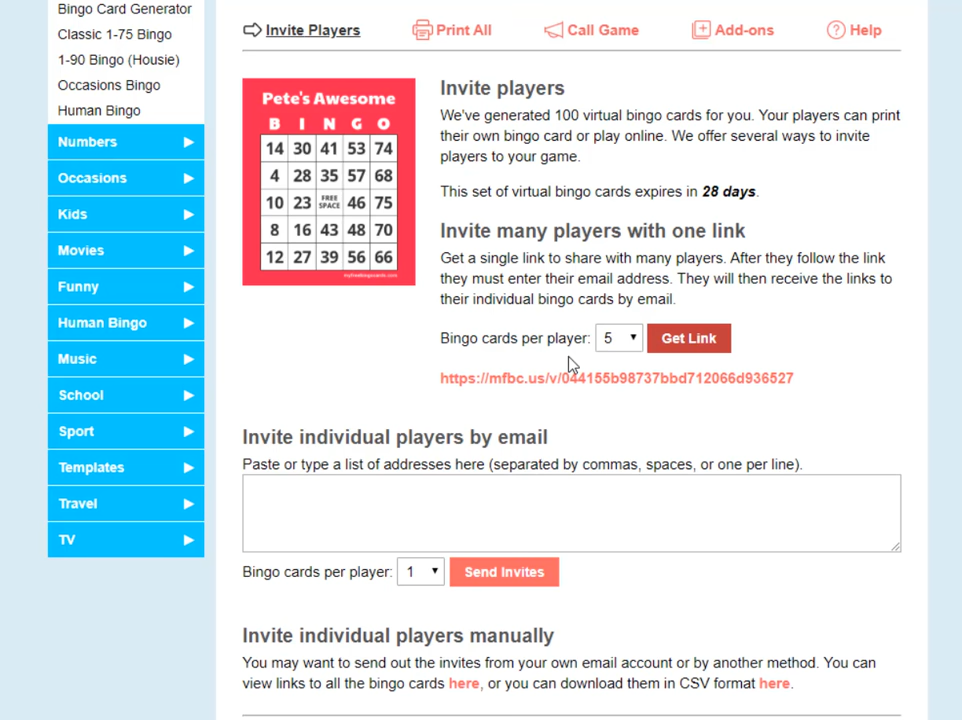 Bingo Card Generator
Classic 1-75 Bingo
1-90 Bingo (Housie)
Occasions Bingo
Human Bingo
Numbers
Occasions
Kids
Movies
Funny
Human Bingo
Music
School
Sport
Templates
Travel
TV
Invite Players
Print All
Call Game
Add-ons
Help
Pete's Awesome
B I N G O
14 30 41 53 74
4 28 35 57 68
10 23 FREE SPACE 46 75
8 16 43 48 70
12 27 39 56 66
myfreebingocards.com
Invite players
We've generated 100 virtual bingo cards for you. Your players can print
their own bingo card or play online. We offer several ways to invite
players to your game.
This set of virtual bingo cards expires in 28 days.
Invite many players with one link
Get a single link to share with many players. After they follow the link
they must enter their email address. They will then receive the links to
their individual bingo cards by email.
Bingo cards per player: 5 Get Link
https://mfbc.us/v/044155b98737bbd712066d936527
Invite individual players by email
Paste or type a list of addresses here (separated by commas, spaces, or one per line).
Bingo cards per player: 1 Send Invites
Invite individual players manually
You may want to send out the invites from your own email account or by another method. You can
view links to all the bingo cards here, or you can download them in CSV format here.